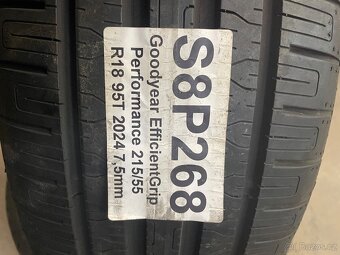 S8P268
Goodyear EfficientGrip
Performance 215/55
R18 95T 2024 7,5mm